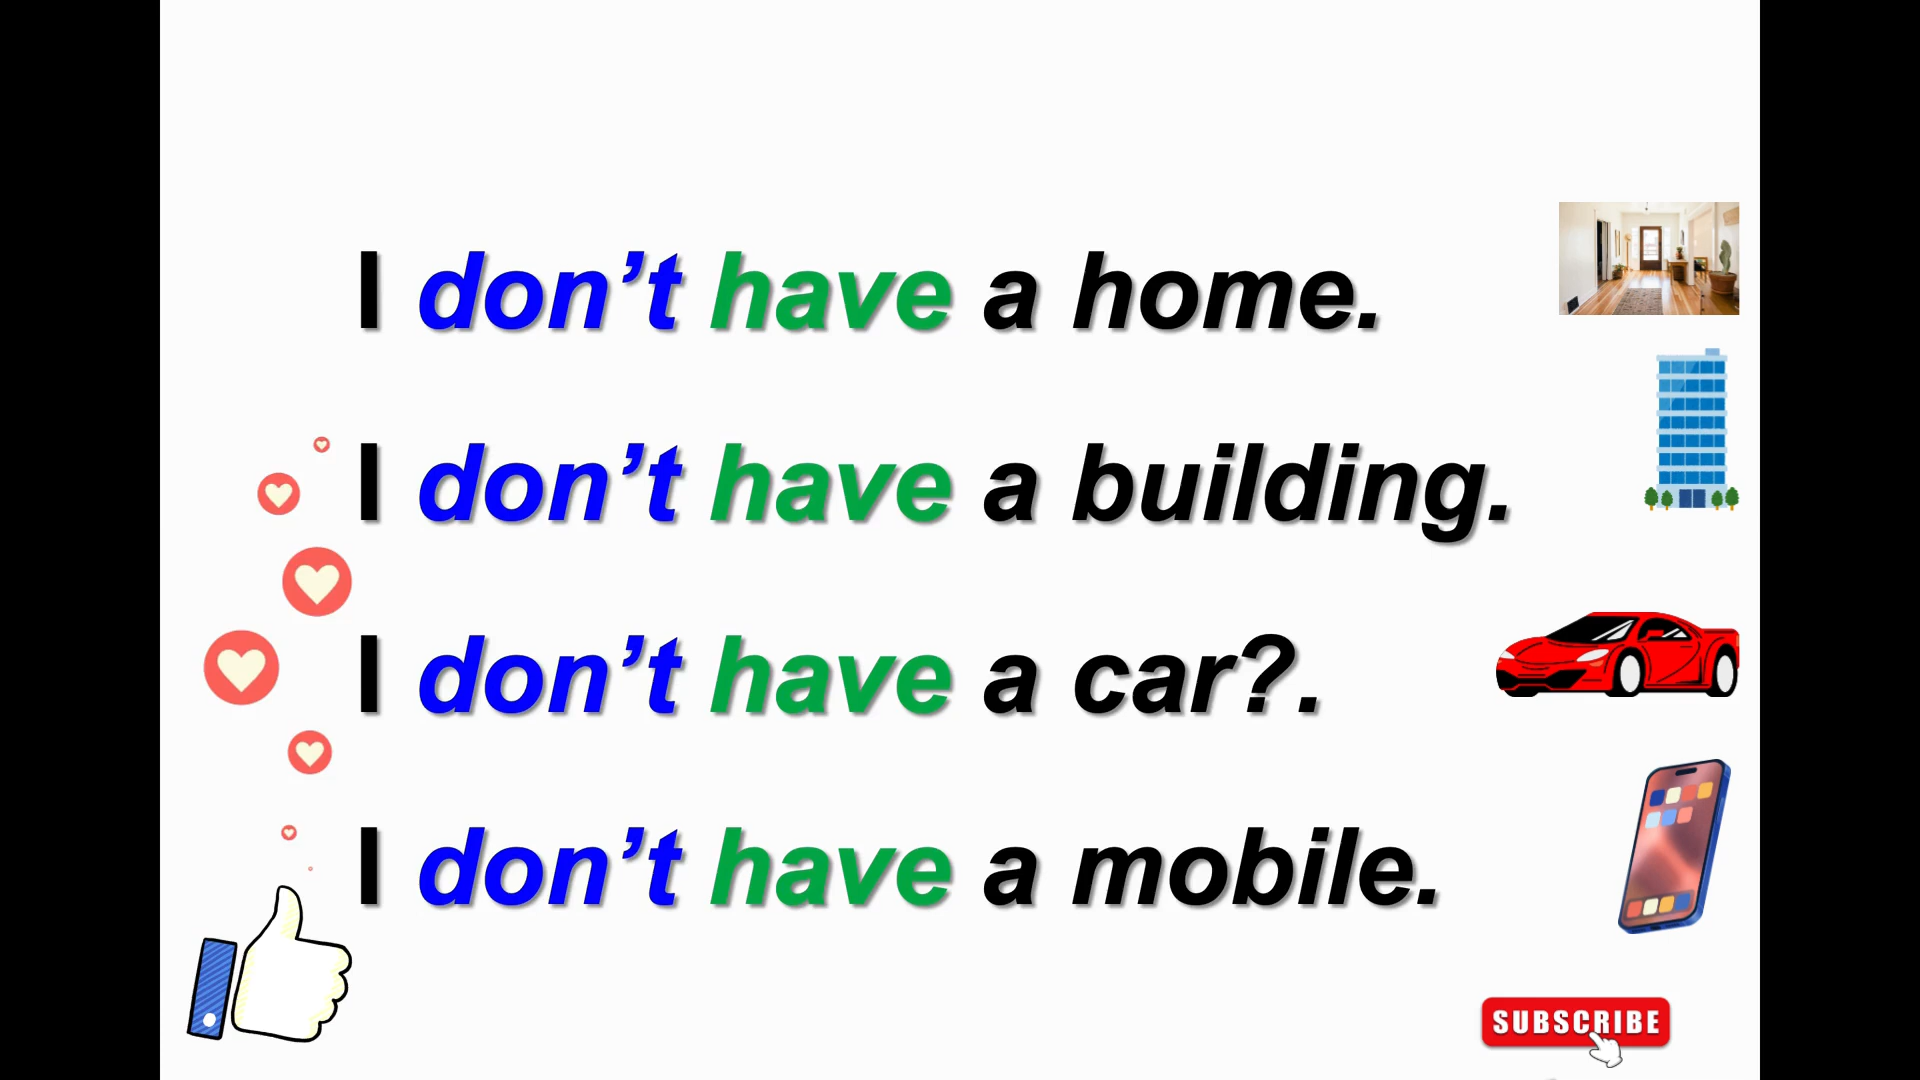 I don’t have a home.
I don’t have a building.
I don’t have a car?.
I don’t have a mobile.
SUBSCRIBE